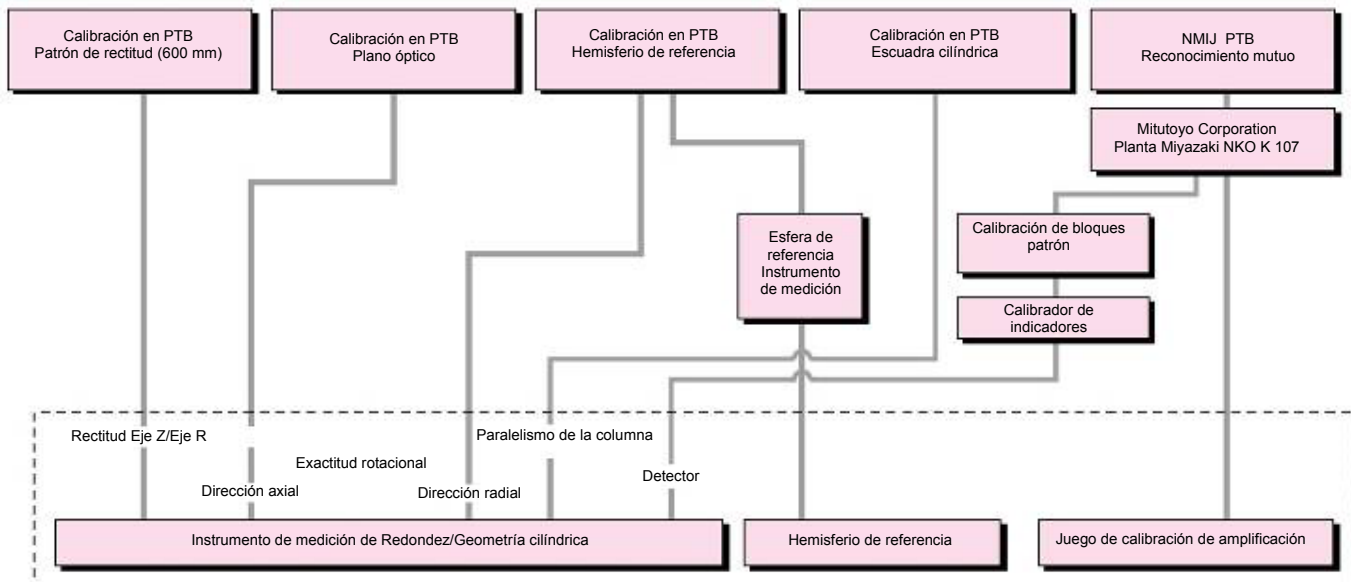 Calibración en PTB
Patrón de rectitud (600 mm)
Calibración en PTB
Plano óptico
Calibración en PTB
Hemisferio de referencia
Calibración en PTB
Escuadra cilíndrica
NMIJ PTB
Reconocimiento mutuo
Mitutoyo Corporation
Planta Miyazaki NKO K 107
Esfera de
referencia
Instrumento
de medición
Calibración de bloques
patrón
Calibrador de
indicadores
Rectitud Eje Z/Eje R
Paralelismo de la columna
Exactitud rotacional
Detector
Dirección axial
Dirección radial
Instrumento de medición de Redondez/Geometría cilíndrica
Hemisferio de referencia
Juego de calibración de amplificación